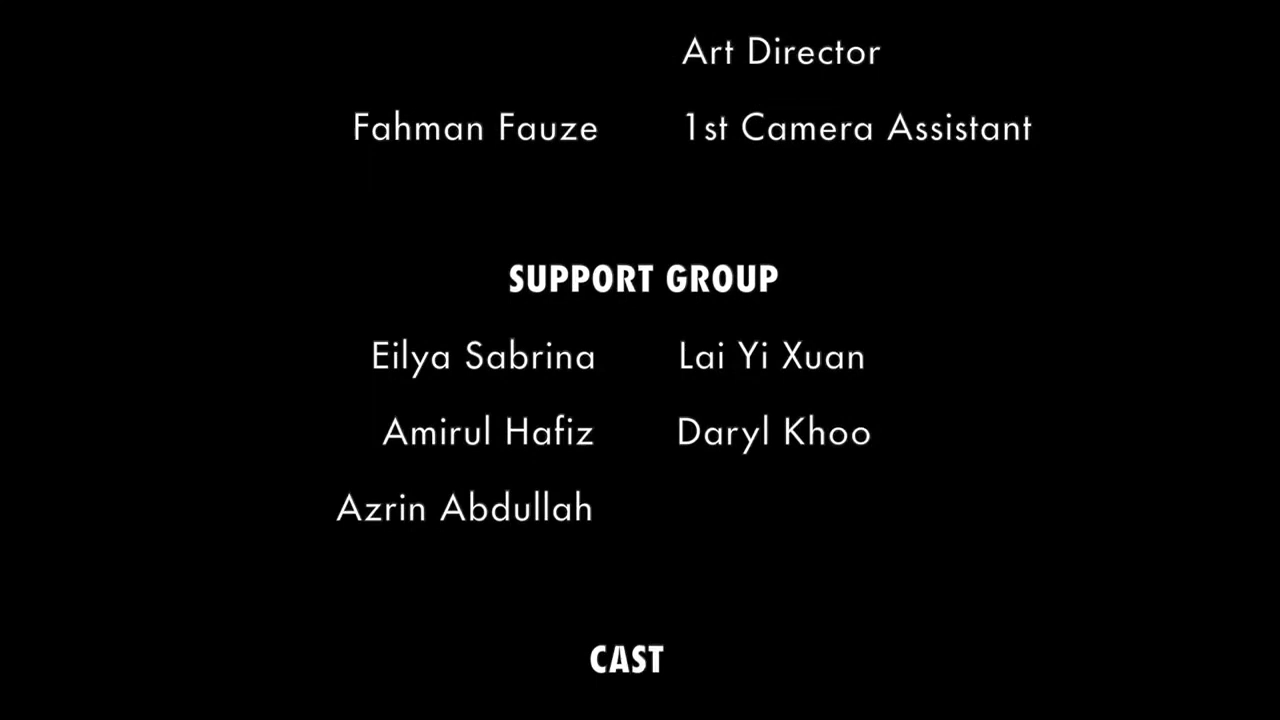 Art Director
Fahman Fauze 1st Camera Assistant
SUPPORT GROUP
Eilya Sabrina Lai Yi Xuan
Amirul Hafiz Daryl Khoo
Azrin Abdullah
CAST